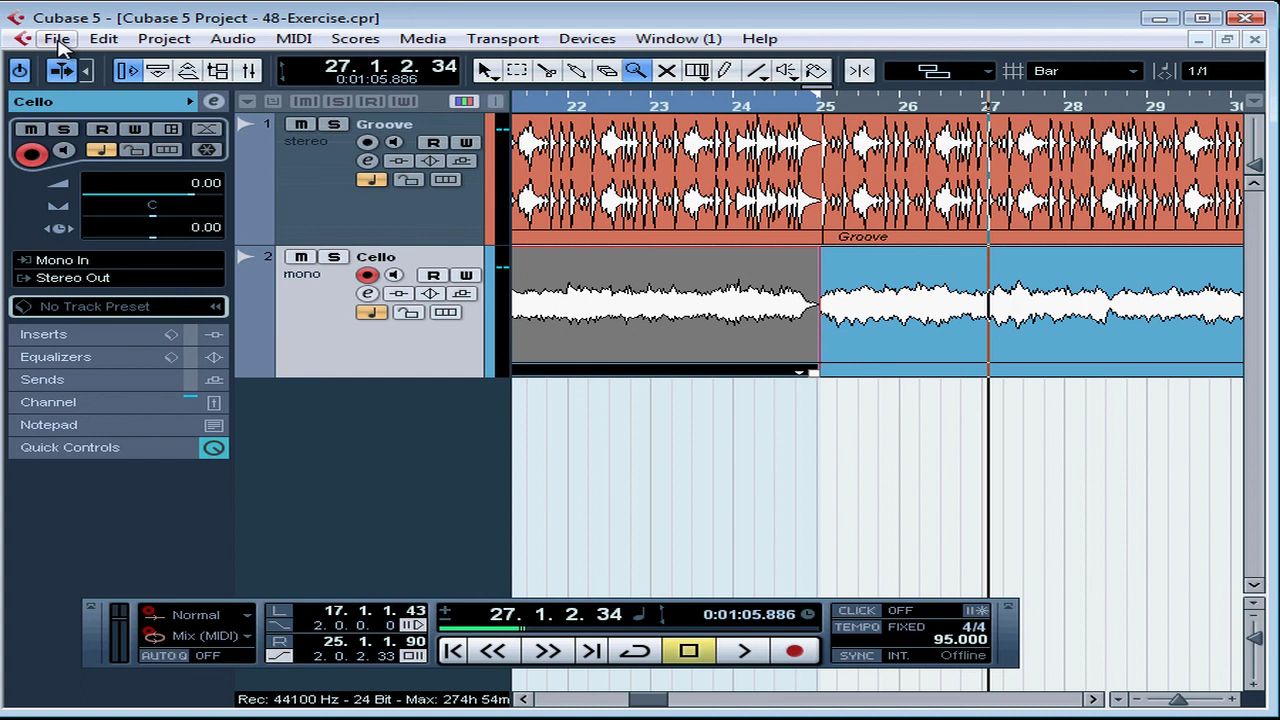 Cubase 5 - [Cubase 5 Project - 48-Exercise.cpr]
File Edit Project Audio MIDI Scores Media Transport Devices Window (1) Help
27. 1. 2. 34
0:01:05.886
Bar
1/1
Cello
e
|M| |S| |R| |W|
22 23 24 25 26 27 28 29 30
m S R W
1 m S Groove
stereo
R W
e
0.00
C
0.00
Groove
2 m S Cello
mono
R W
e
Mono In
Stereo Out
No Track Preset
Inserts
Equalizers
Sends
Channel
Notepad
Quick Controls
Normal
Mix (MIDI)
AUTO Q OFF
L 17. 1. 1. 43
2. 0. 0. 0
R 25. 1. 1. 90
2. 0. 2. 33
27. 1. 2. 34
0:01:05.886
CLICK OFF
TEMPO FIXED 4/4
95.000
SYNC INT. Offline
Rec: 44100 Hz - 24 Bit - Max: 274h 54m